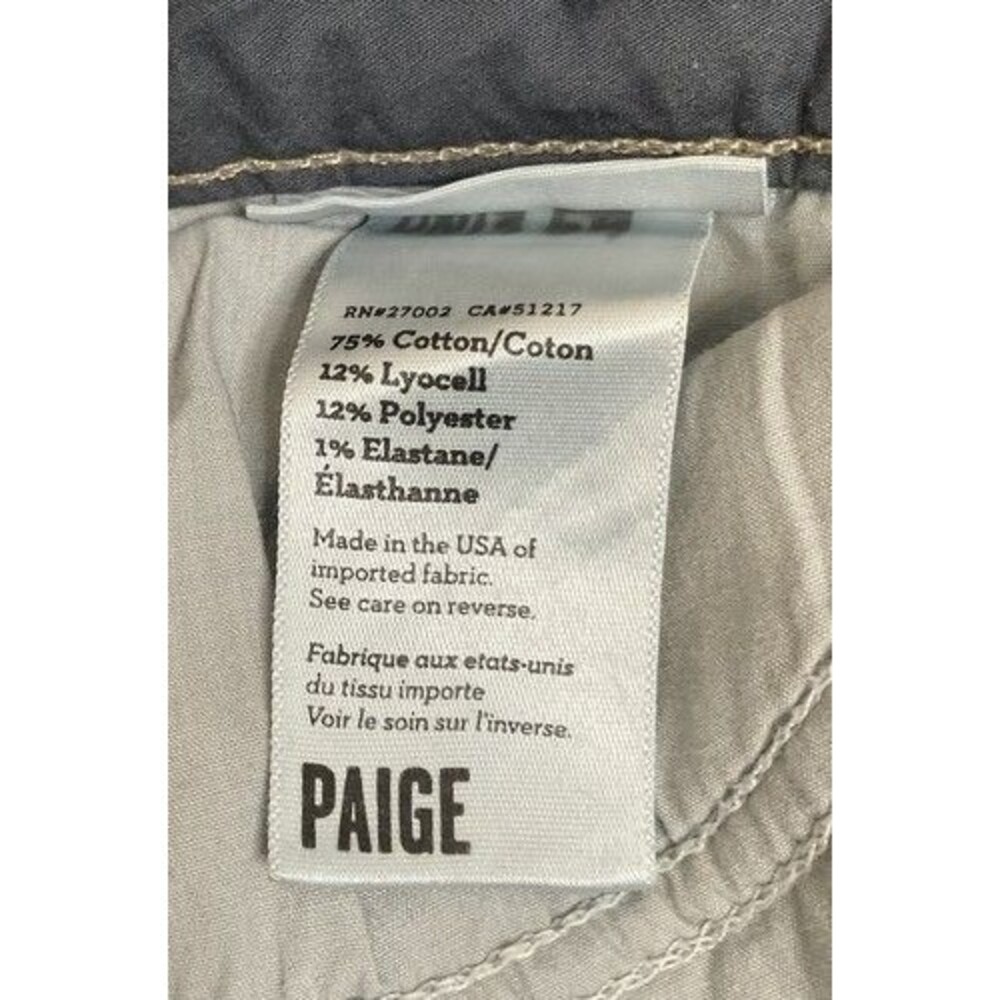 RN#27002 CA#51217
75% Cotton/Coton
12% Lyocell
12% Polyester
1% Elastane/
Élasthanne
Made in the USA of
imported fabric.
See care on reverse.
Fabrique aux etats-unis
du tissu importe
Voir le soin sur l'inverse.
PAIGE